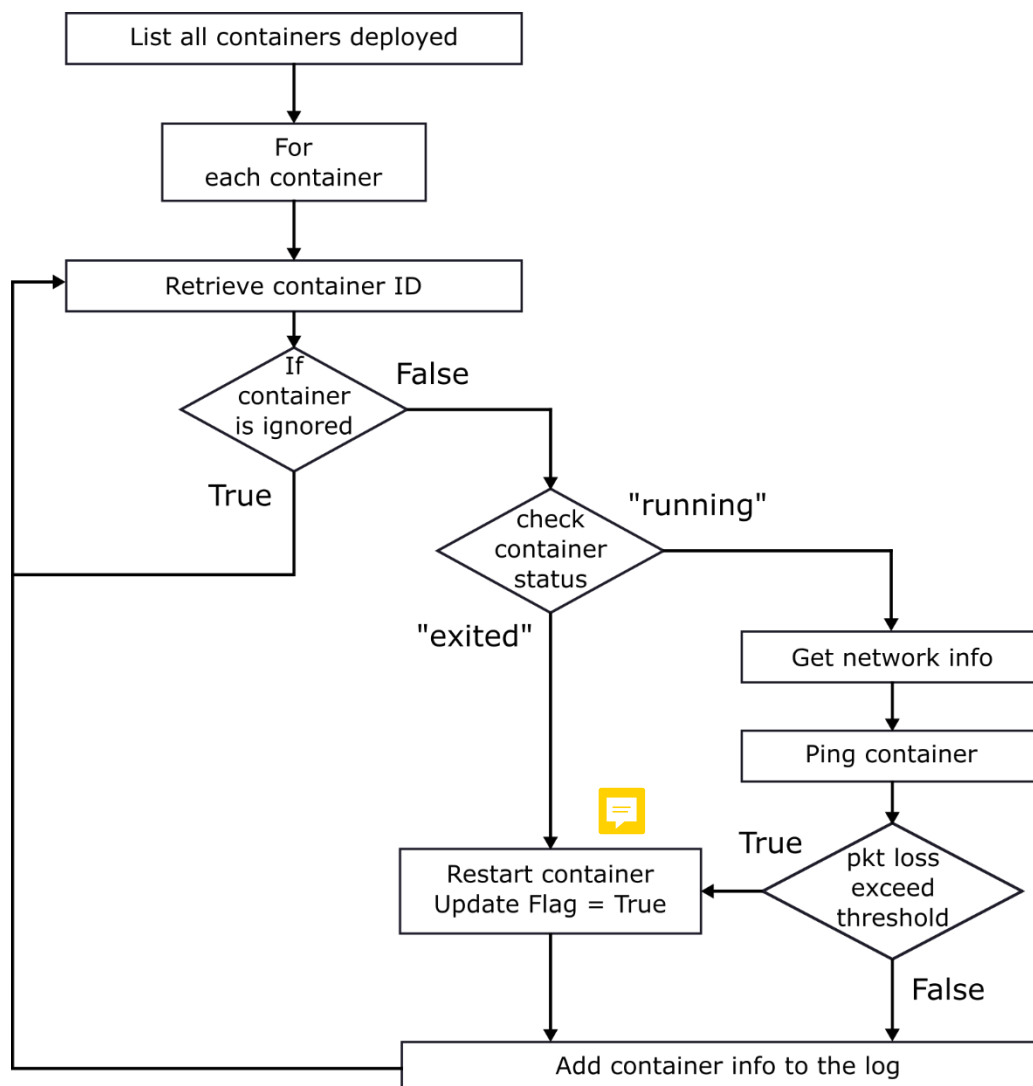 List all containers deployed
For
each container
Retrieve container ID
If
container
is ignored
False
True
check
container
status
"running"
"exited"
Get network info
Ping container
True
pkt loss
exceed
threshold
Restart container
Update Flag = True
False
Add container info to the log